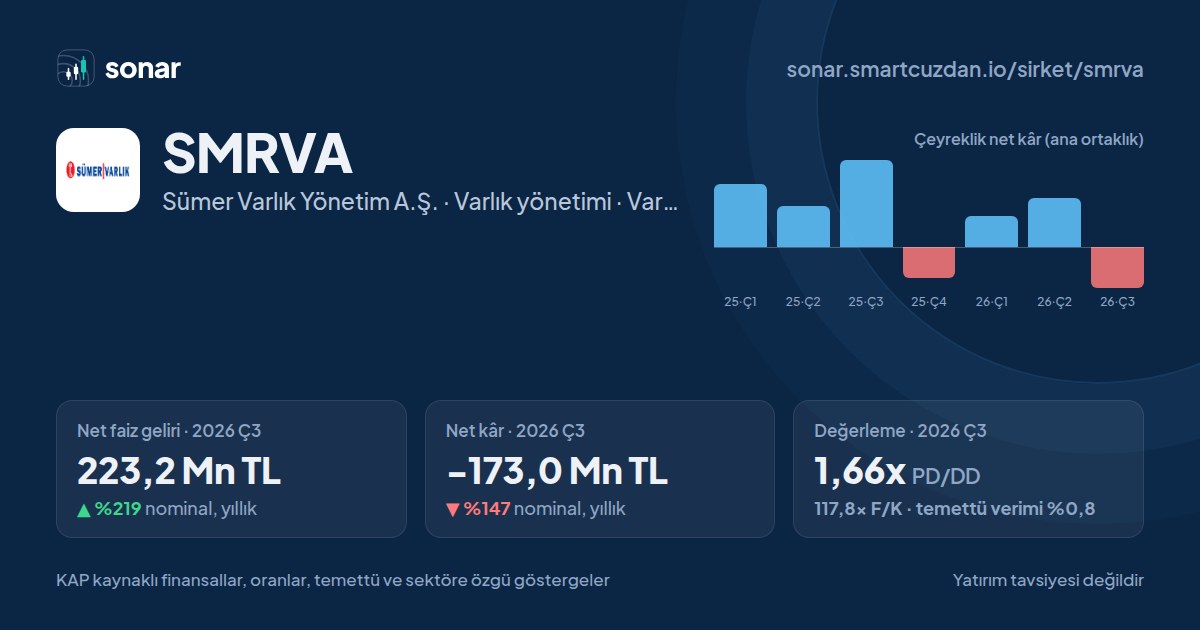 sonar
sonar.smartcuzdan.io/sirket/smrva
SÜMER VARLIK
SMRVA
Sümer Varlık Yönetim A.Ş. · Varlık yönetimi · Var…
Çeyreklik net kâr (ana ortaklık)
25·Ç1 25·Ç2 25·Ç3 25·Ç4 26·Ç1 26·Ç2 26·Ç3
Net faiz geliri · 2026 Ç3
223,2 Mn TL
▲ %219 nominal, yıllık
Net kâr · 2026 Ç3
−173,0 Mn TL
▼ %147 nominal, yıllık
Değerleme · 2026 Ç3
1,66x PD/DD
117,8× F/K · temettü verimi %0,8
KAP kaynaklı finansallar, oranlar, temettü ve sektöre özgü göstergeler
Yatırım tavsiyesi değildir